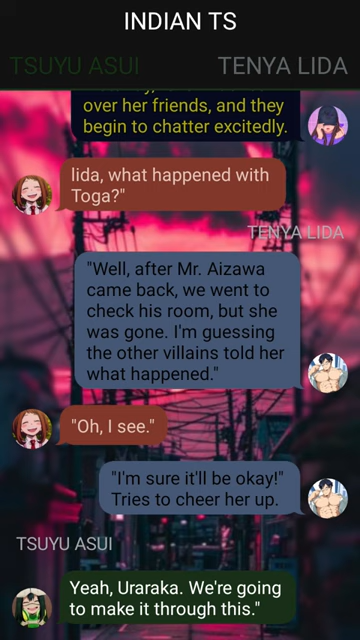 INDIAN TS
TSUYU ASUI
TENYA LIDA
over her friends, and they
begin to chatter excitedly.
Iida, what happened with
Toga?"
TENYA LIDA
"Well, after Mr. Aizawa
came back, we went to
check his room, but she
was gone. I'm guessing
the other villains told her
what happened."
"Oh, I see."
"I'm sure it'll be okay!"
Tries to cheer her up.
TSUYU ASUI
Yeah, Uraraka. We're going
to make it through this."